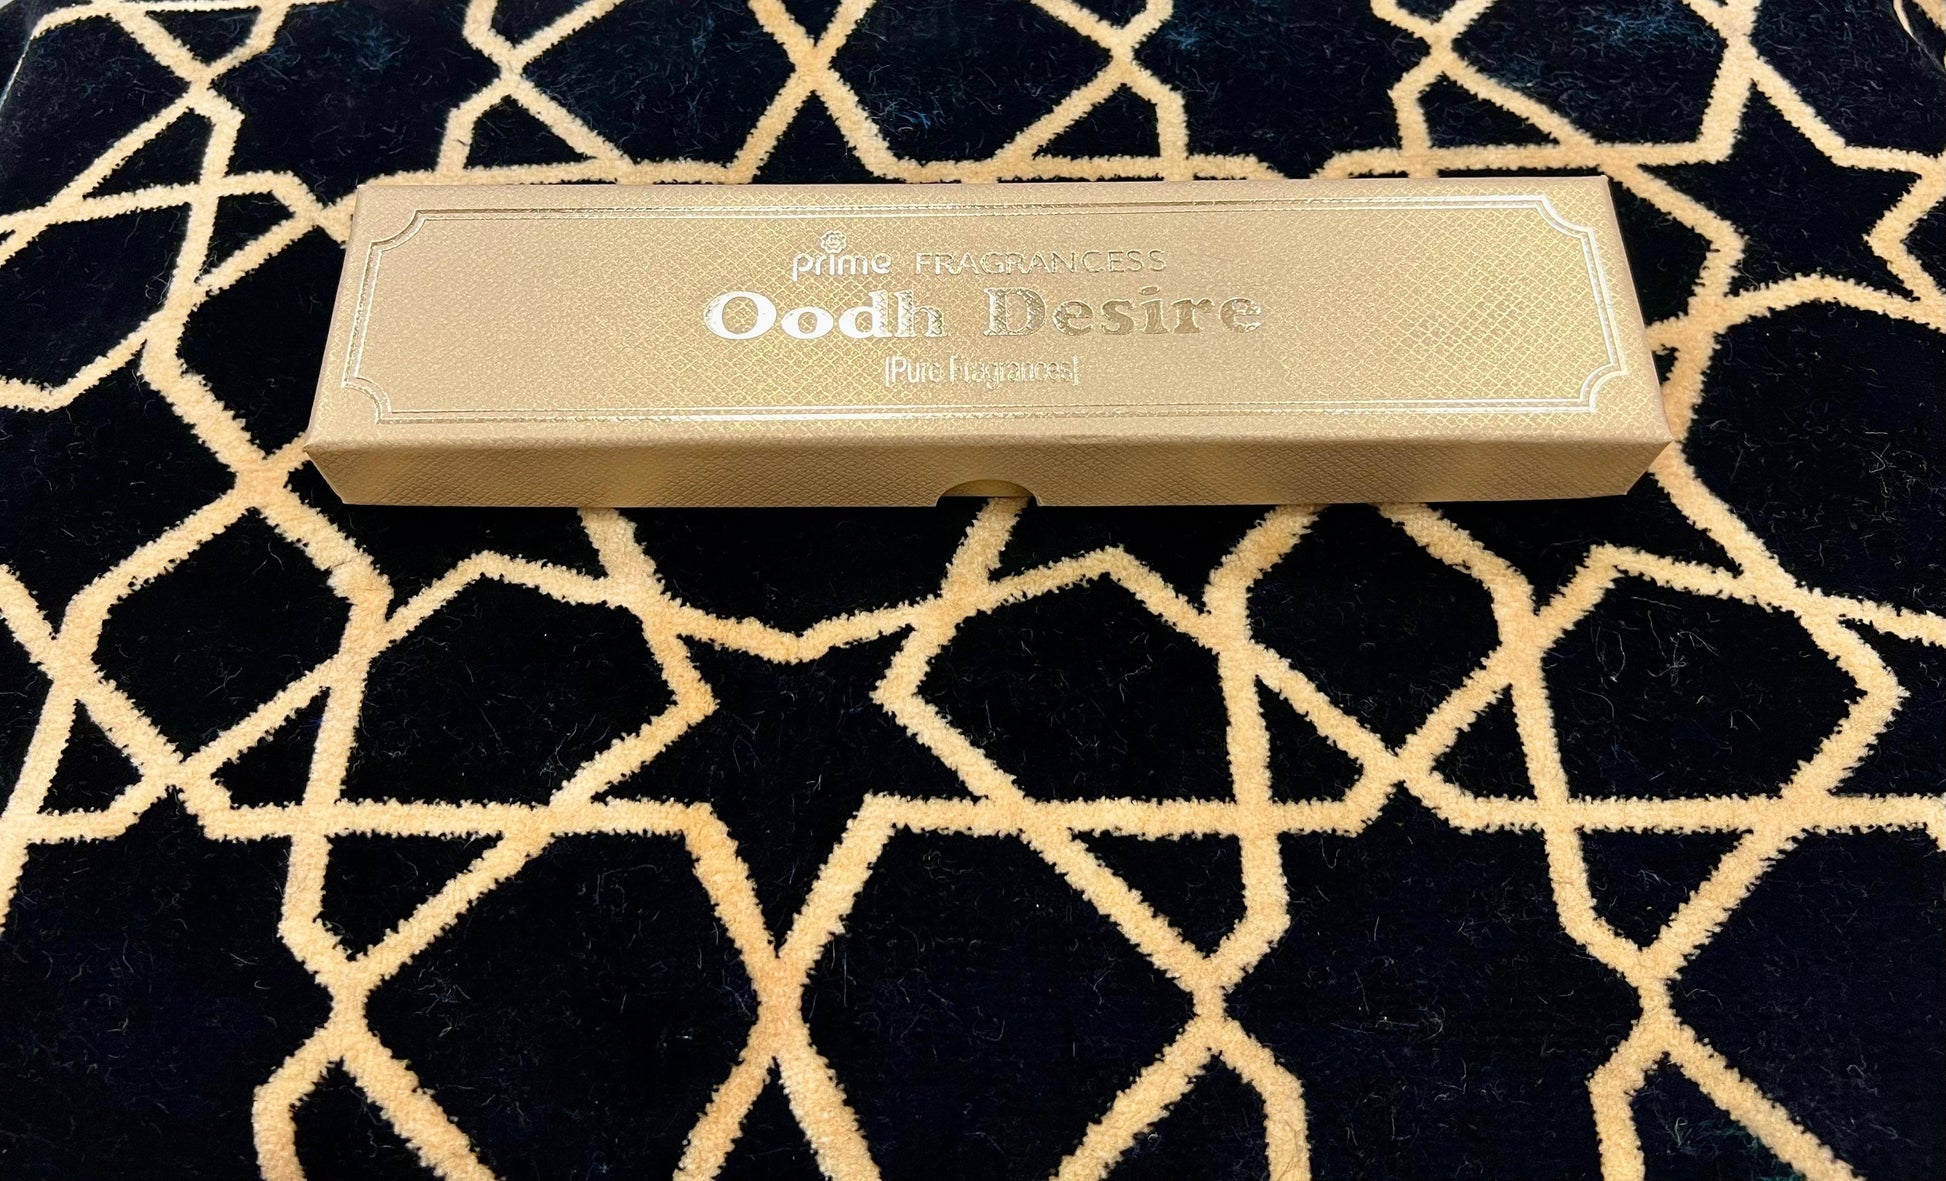 prime FRAGRANCESS
Oodh Desire
[Pure Fragrances]